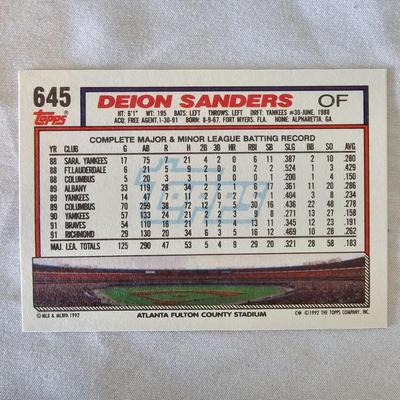 645 DEION SANDERS OF
Topps
HT: 6'1" WT: 195 BATS: LEFT THROWS: LEFT DRFT: YANKEES #30-JUNE, 1988
ACQ: FREE AGENT, 1-30-91 BORN: 8-9-67, FORT MYERS, FLA. HOME: ALPHARETTA, GA.
COMPLETE MAJOR & MINOR LEAGUE BATTING RECORD
YR CLUB G AB R H 2B 3B HR RBI SB SLG BB SO AVG
88 SARA. YANKEES 17 75 7 21 4 2 0 6 11 .387 2 10 .280
88 FT.LAUDERDALE 6 21 5 9 2 0 0 2 2 .524 1 3 .429
88 COLUMBUS 5 20 3 3 1 0 0 0 1 .200 1 4 .150
89 ALBANY 33 119 28 34 2 2 1 6 17 .361 11 20 .286
89 YANKEES 14 47 7 11 2 0 2 7 1 .404 3 8 .234
89 COLUMBUS 70 259 38 72 12 7 5 30 16 .436 22 46 .278
90 YANKEES 57 133 24 21 2 2 3 9 8 .271 13 27 .158
91 BRAVES 54 110 16 21 1 2 4 13 11 .345 12 23 .191
91 RICHMOND 29 130 20 34 6 3 5 16 12 .469 10 28 .262
MAJ. LEA. TOTALS 125 290 47 53 5 4 9 29 20 .321 28 58 .183
© MLB & MLBPA 1992 ATLANTA FULTON COUNTY STADIUM C* © 1992 THE TOPPS COMPANY, INC.